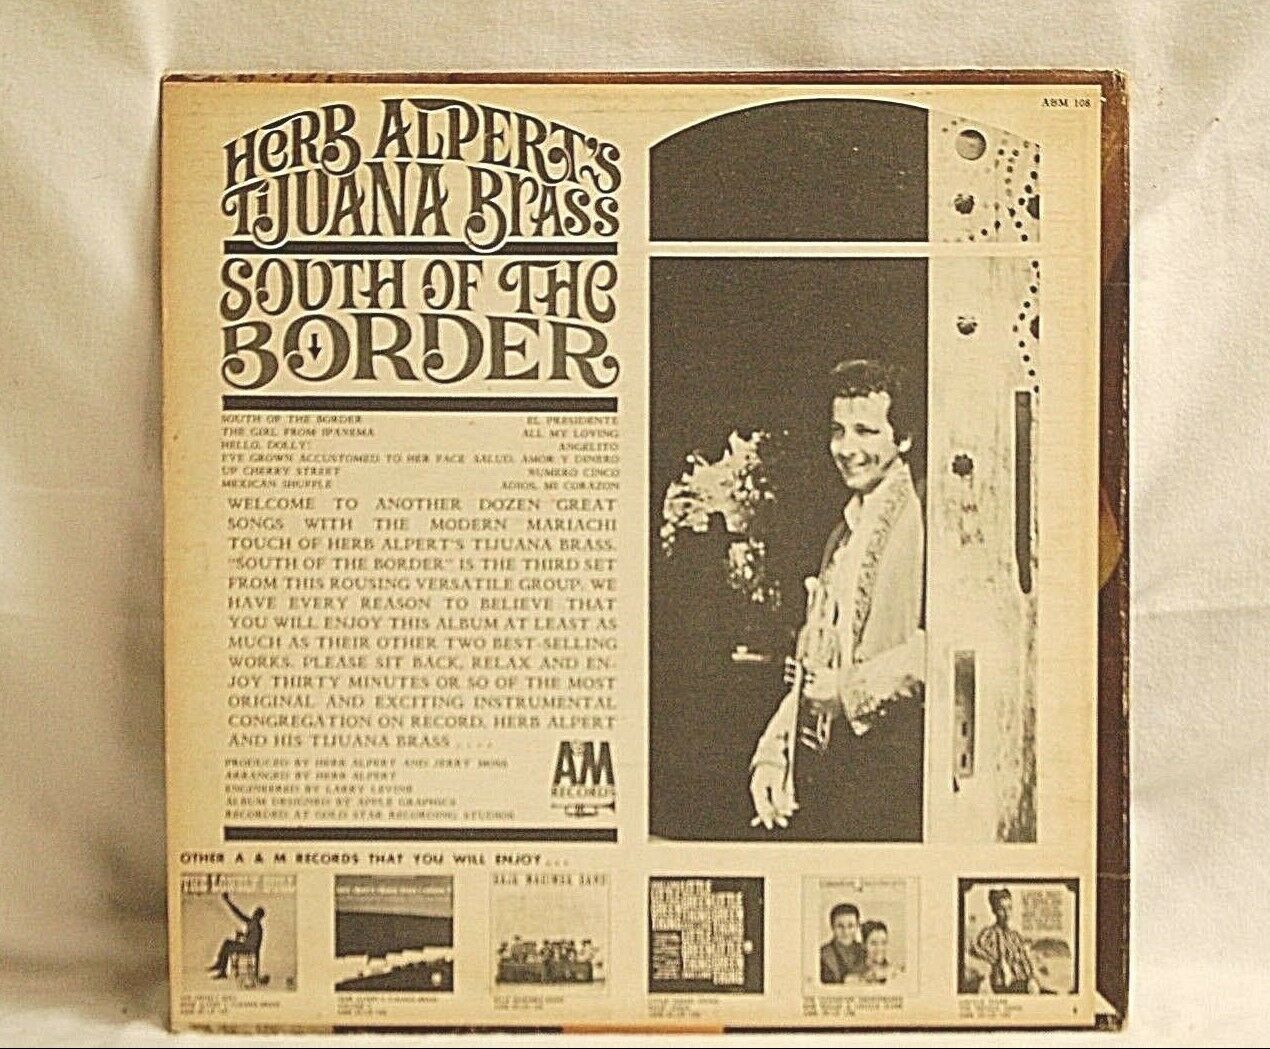 A&M 108
HERB ALPERT'S
TIJUANA BRASS
SOUTH OF THE
BORDER
SOUTH OF THE BORDER
THE GIRL FROM IPANEMA
HELLO, DOLLY!
I'VE GROWN ACCUSTOMED TO HER FACE
UP CHERRY STREET
MEXICAN SHUFFLE
EL PRESIDENTE
ALL MY LOVING
ANGELITO
SALUD, AMOR Y DINERO
NUMERO CINCO
ADIOS, MI CORAZON
WELCOME TO ANOTHER DOZEN GREAT
SONGS WITH THE MODERN MARIACHI
TOUCH OF HERB ALPERT'S TIJUANA BRASS.
"SOUTH OF THE BORDER" IS THE THIRD SET
FROM THIS ROUSING VERSATILE GROUP. WE
HAVE EVERY REASON TO BELIEVE THAT
YOU WILL ENJOY THIS ALBUM AT LEAST AS
MUCH AS THEIR OTHER TWO BEST-SELLING
WORKS. PLEASE SIT BACK, RELAX AND EN-
JOY THIRTY MINUTES OR SO OF THE MOST
ORIGINAL AND EXCITING INSTRUMENTAL
CONGREGATION ON RECORD, HERB ALPERT
AND HIS TIJUANA BRASS . . . .
PRODUCED BY HERB ALPERT AND JERRY MOSS
ARRANGED BY HERB ALPERT
ENGINEERED BY LARRY LEVINE
ALBUM DESIGNED BY APPLE GRAPHICS
RECORDED AT GOLD STAR RECORDING STUDIOS
A&M
RECORDS
OTHER A & M RECORDS THAT YOU WILL ENJOY . . .
THE LONELY BULL
BAJA MARIMBA BAND